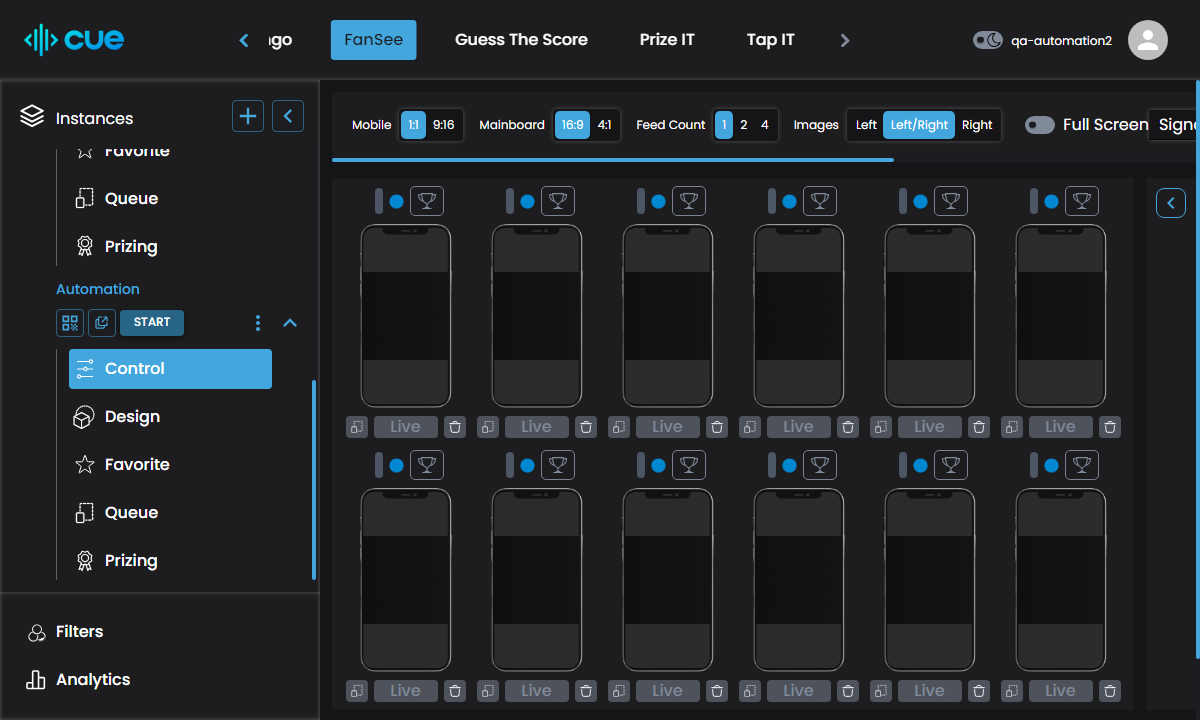 cue
ngo
FanSee
Guess The Score
Prize IT
Tap IT
qa-automation2
Instances
Favorite
Queue
Prizing
Automation
START
Control
Design
Favorite
Queue
Prizing
Filters
Analytics
Mobile 1:1 9:16 Mainboard 16:9 4:1 Feed Count 1 2 4 Images Left Left/Right Right Full Screen
Live Live Live Live Live Live
Live Live Live Live Live Live